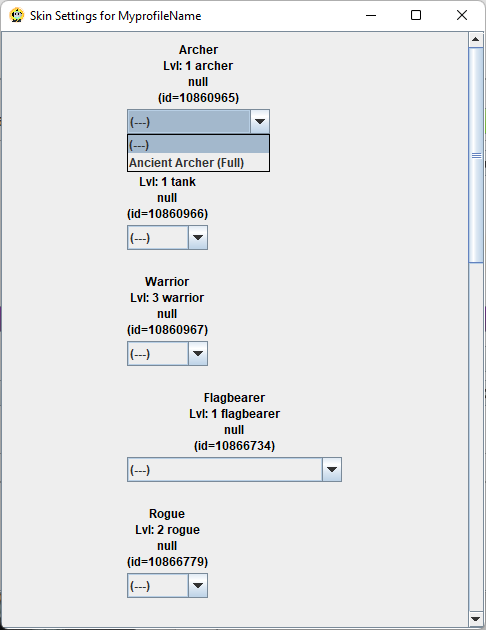 Skin Settings for MyprofileName
Archer
Lvl: 1 archer
null
(id=10860965)
(---)
(---)
Ancient Archer (Full)
Lvl: 1 tank
null
(id=10860966)
(---)
Warrior
Lvl: 3 warrior
null
(id=10860967)
(---)
Flagbearer
Lvl: 1 flagbearer
null
(id=10866734)
(---)
Rogue
Lvl: 2 rogue
null
(id=10866779)
(---)